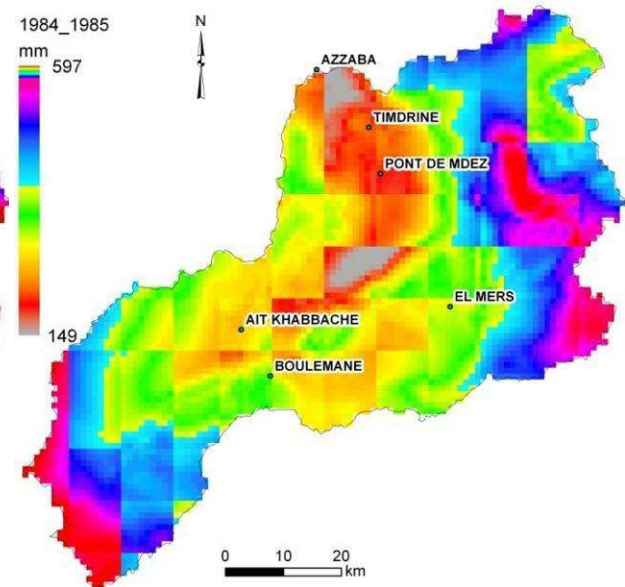 1984_1985
mm
597
149
N
AZZABA
TIMDRINE
PONT DE MDEZ
EL MERS
AIT KHABBACHE
BOULEMANE
0 10 20
km